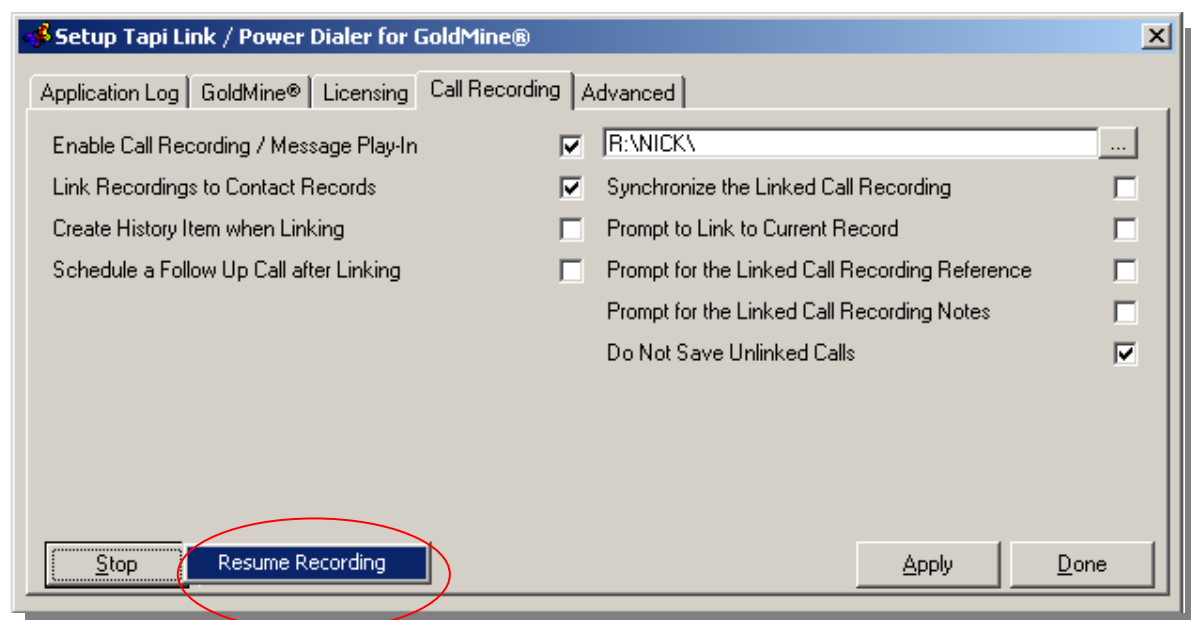 Setup Tapi Link / Power Dialer for GoldMine®
Application Log GoldMine® Licensing Call Recording Advanced
Enable Call Recording / Message Play-In R:\NICK\ ...
Link Recordings to Contact Records Synchronize the Linked Call Recording
Create History Item when Linking Prompt to Link to Current Record
Schedule a Follow Up Call after Linking Prompt for the Linked Call Recording Reference
Prompt for the Linked Call Recording Notes
Do Not Save Unlinked Calls
Stop Resume Recording Apply Done